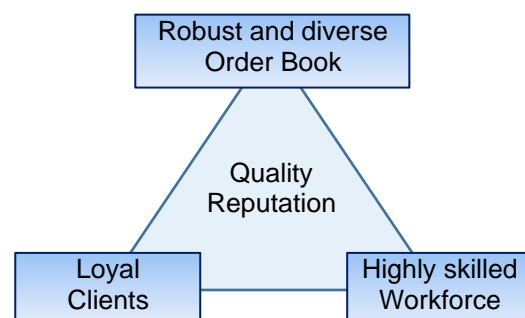 Robust and diverse
Order Book
Quality
Reputation
Loyal
Clients
Highly skilled
Workforce